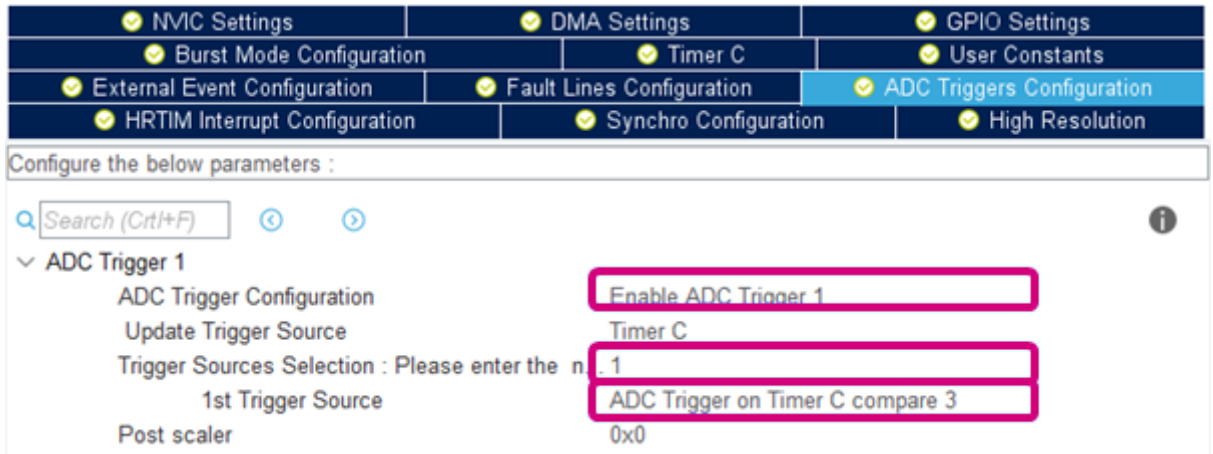 NVIC Settings DMA Settings GPIO Settings
Burst Mode Configuration Timer C User Constants
External Event Configuration Fault Lines Configuration ADC Triggers Configuration
HRTIM Interrupt Configuration Synchro Configuration High Resolution
Configure the below parameters :
Search (Crtl+F)
ADC Trigger 1
ADC Trigger Configuration Enable ADC Trigger 1
Update Trigger Source Timer C
Trigger Sources Selection : Please enter the n... 1
1st Trigger Source ADC Trigger on Timer C compare 3
Post scaler 0x0